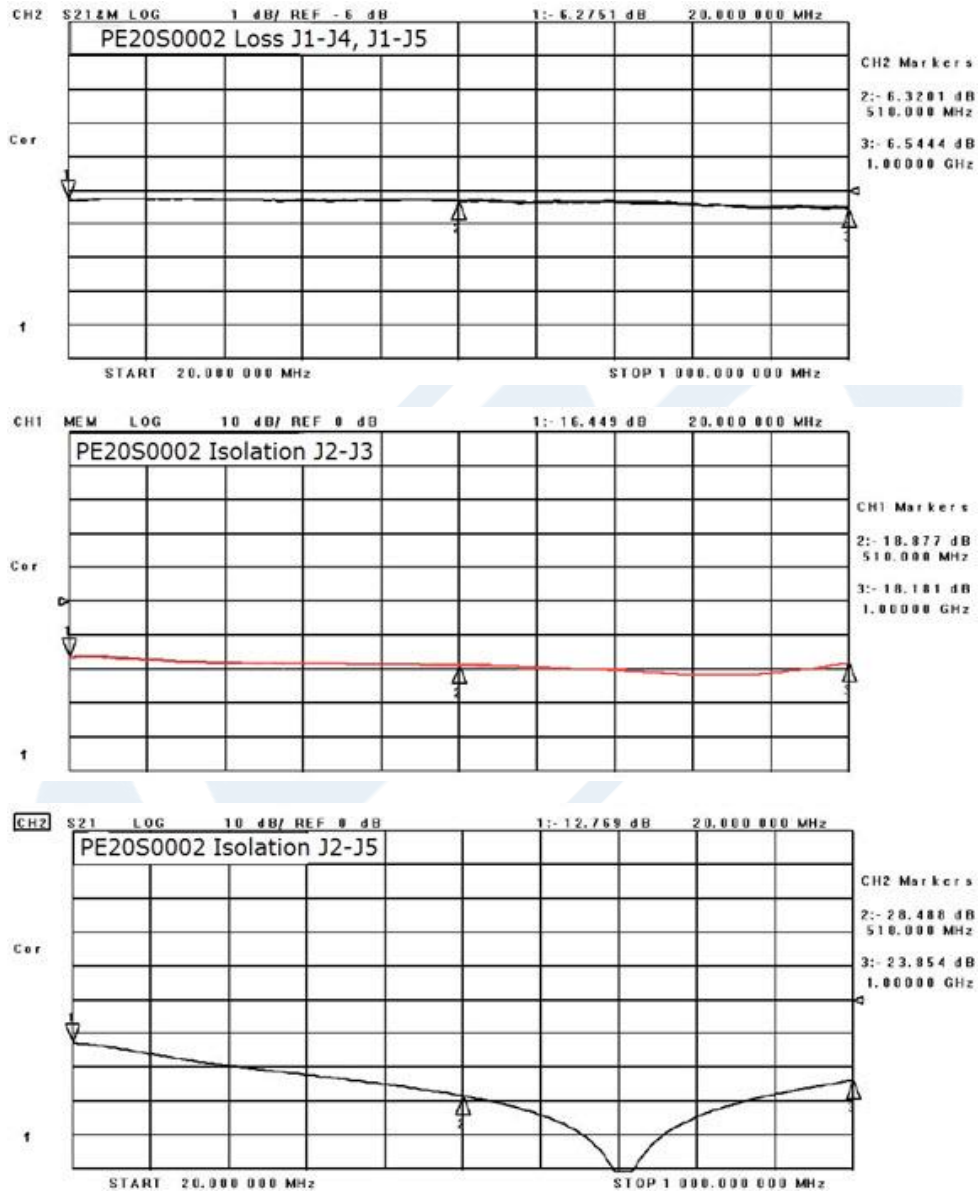 CH2 S21&M LOG 1 dB/ REF -6 dB 1:-6.2751 dB 20.000 000 MHz
PE20S0002 Loss J1-J4, J1-J5
CH2 Markers
2:-6.3201 dB
510.000 MHz
Cor
3:-6.5444 dB
1.00000 GHz
1
2
3
START 20.000 000 MHz STOP 1 000.000 000 MHz
CH1 MEM LOG 10 dB/ REF 0 dB 1:-16.449 dB 20.000 000 MHz
PE20S0002 Isolation J2-J3
CH1 Markers
2:-18.877 dB
510.000 MHz
Cor
3:-18.181 dB
1.00000 GHz
1
2
CH2 S21 LOG 10 dB/ REF 0 dB 1:-12.769 dB 20.000 000 MHz
PE20S0002 Isolation J2-J5
CH2 Markers
2:-28.488 dB
510.000 MHz
Cor
3:-23.854 dB
1.00000 GHz
1
2
START 20.000 000 MHz STOP 1 000.000 000 MHz